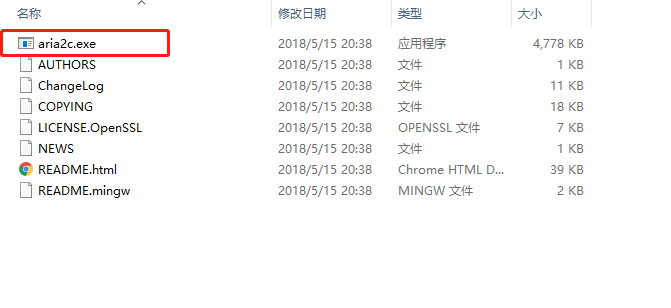 名称 修改日期 类型 大小
aria2c.exe 2018/5/15 20:38 应用程序 4,778 KB
AUTHORS 2018/5/15 20:38 文件 1 KB
ChangeLog 2018/5/15 20:38 文件 11 KB
COPYING 2018/5/15 20:38 文件 18 KB
LICENSE.OpenSSL 2018/5/15 20:38 OPENSSL 文件 7 KB
NEWS 2018/5/15 20:38 文件 1 KB
README.html 2018/5/15 20:38 Chrome HTML D... 39 KB
README.mingw 2018/5/15 20:38 MINGW 文件 2 KB